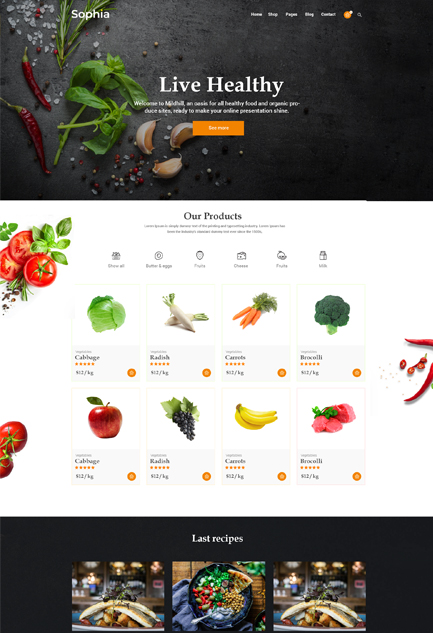 Sophia
Home Shop Pages Blog Contact
Live Healthy
Welcome to Mildhill, an oasis for all healthy food and organic pro-
duce sites, ready to make your online presentation shine.
See more
Our Products
Lorem Ipsum is simply dummy text of the printing and typesetting industry. Lorem Ipsum has
been the industry's standard dummy text ever since the 1500s,
Show all Butter & eggs Fruits Cheese Fruits Milk
Vegetables Vegetables Vegetables Vegetables
Cabbage Radish Carrots Brocolli
$12/kg $12/kg $12/kg $12/kg
Vegetables Vegetables Vegetables Vegetables
Cabbage Radish Carrots Brocolli
$12/kg $12/kg $12/kg $12/kg
Last recipes